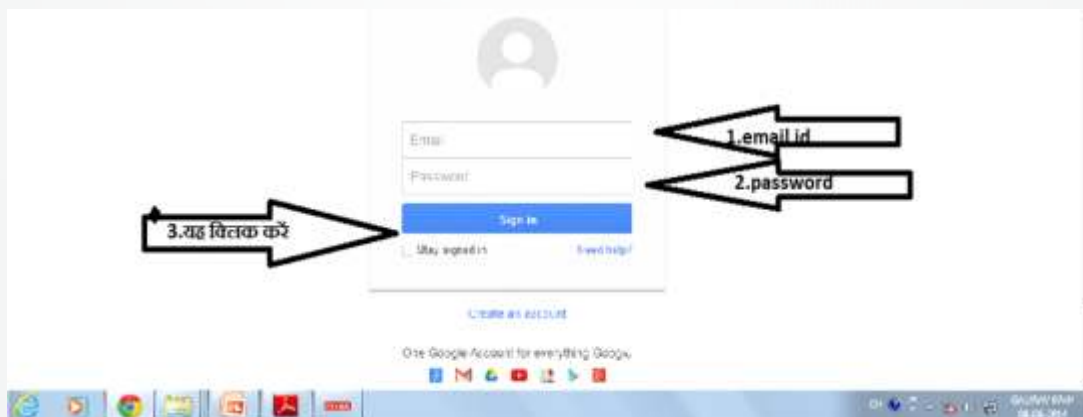 Email
1.email id
Password
2.password
Sign in
3.यह क्लिक करें
Stay signed in
Need help?
Create an account
One Google Account for everything Google